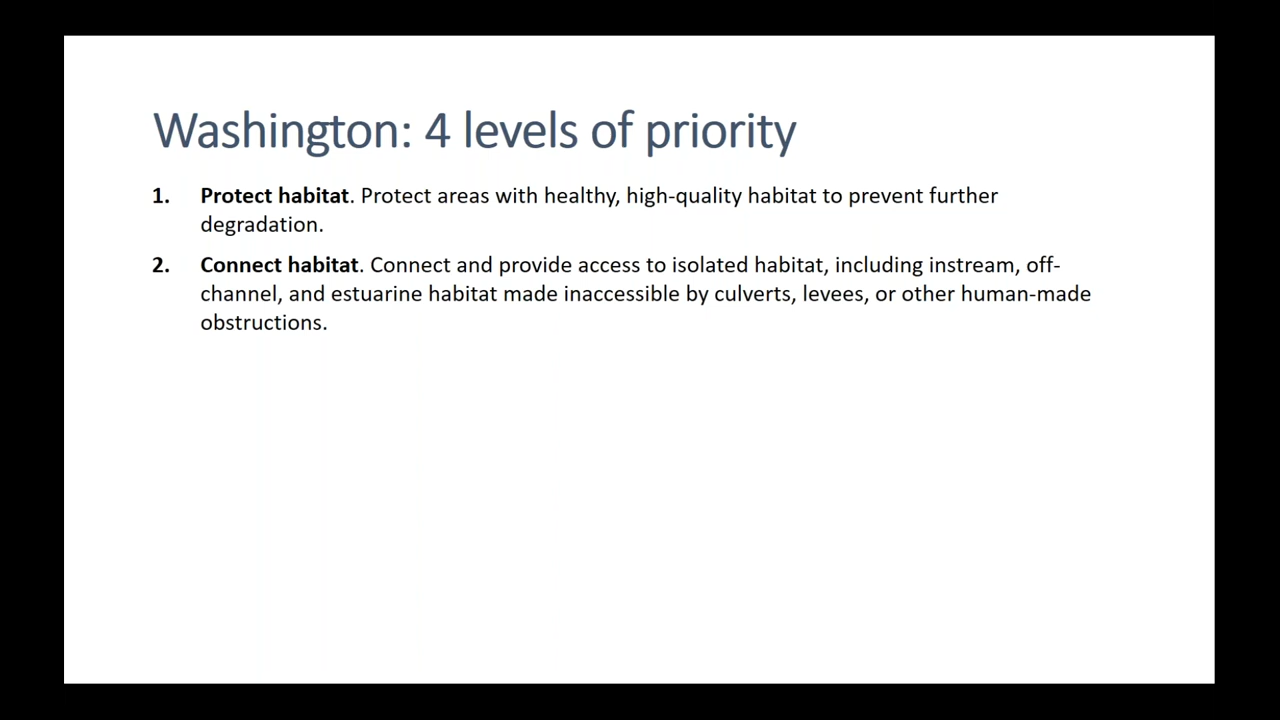 Washington: 4 levels of priority
1. Protect habitat. Protect areas with healthy, high-quality habitat to prevent further
degradation.
2. Connect habitat. Connect and provide access to isolated habitat, including instream, off-
channel, and estuarine habitat made inaccessible by culverts, levees, or other human-made
obstructions.